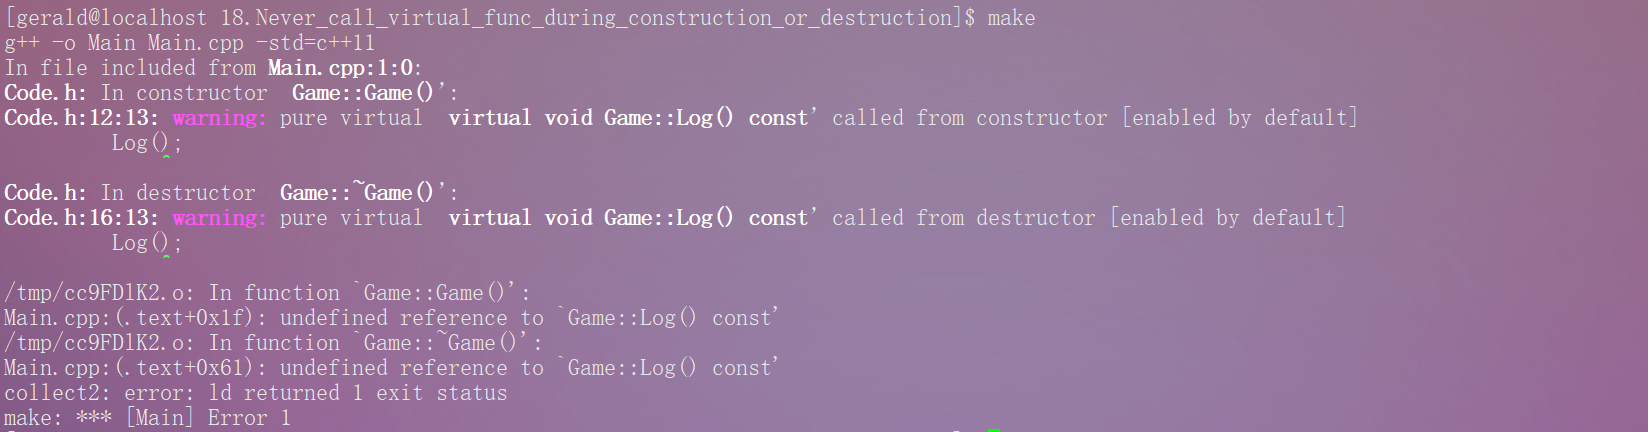 [gerald@localhost 18.Never_call_virtual_func_during_construction_or_destruction]$ make
g++ -o Main Main.cpp -std=c++11
In file included from Main.cpp:1:0:
Code.h: In constructor  Game::Game()’:
Code.h:12:13: warning: pure virtual  virtual void Game::Log() const’ called from constructor [enabled by default]
Log();
^
Code.h: In destructor  Game::~Game()’:
Code.h:16:13: warning: pure virtual  virtual void Game::Log() const’ called from destructor [enabled by default]
Log();
^
/tmp/cc9FDlK2.o: In function `Game::Game()’:
Main.cpp:(.text+0x1f): undefined reference to `Game::Log() const’
/tmp/cc9FDlK2.o: In function `Game::~Game()’:
Main.cpp:(.text+0x61): undefined reference to `Game::Log() const’
collect2: error: ld returned 1 exit status
make: *** [Main] Error 1